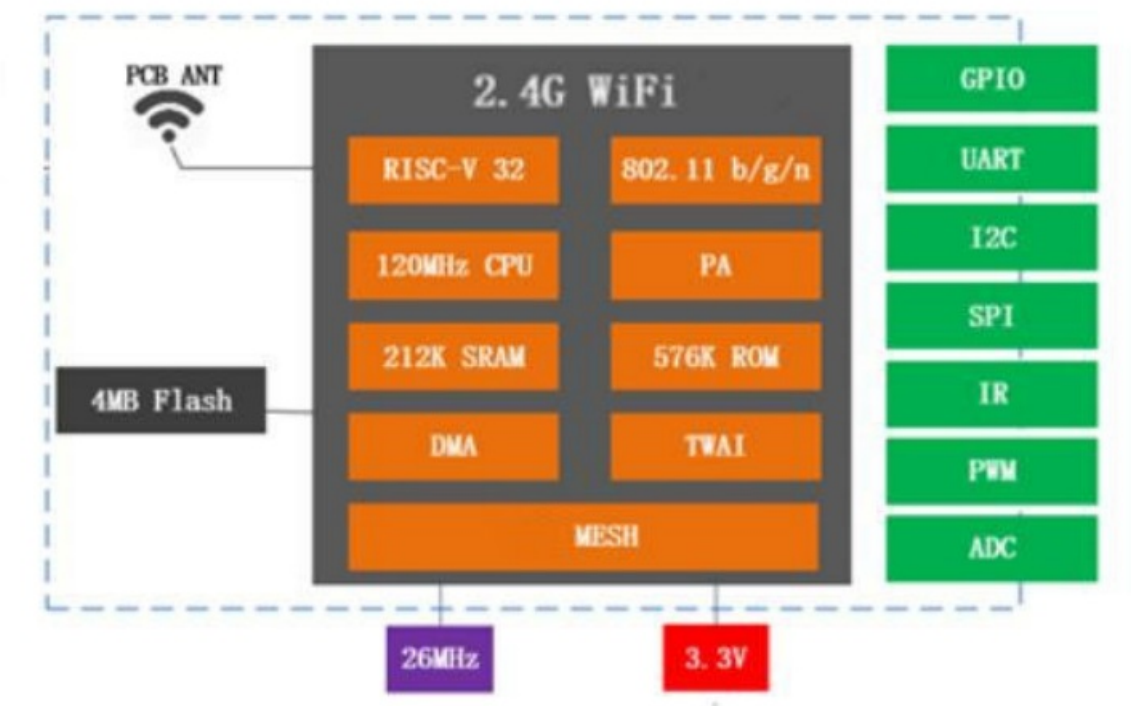 PCB ANT
2.4G WiFi
RISC-V 32
802.11 b/g/n
120MHz CPU
PA
212K SRAM
576K ROM
4MB Flash
DMA
TWAI
MESH
GPIO
UART
I2C
SPI
IR
PWM
ADC
26MHz
3.3V